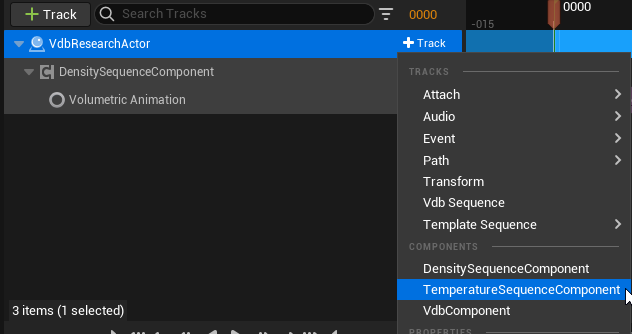 + Track
Search Tracks
0000
0000
-015
VdbResearchActor
+ Track
DensitySequenceComponent
Volumetric Animation
TRACKS
Attach
Audio
Event
Path
Transform
Vdb Sequence
Template Sequence
COMPONENTS
DensitySequenceComponent
TemperatureSequenceComponent
VdbComponent
PROPERTIES
3 items (1 selected)